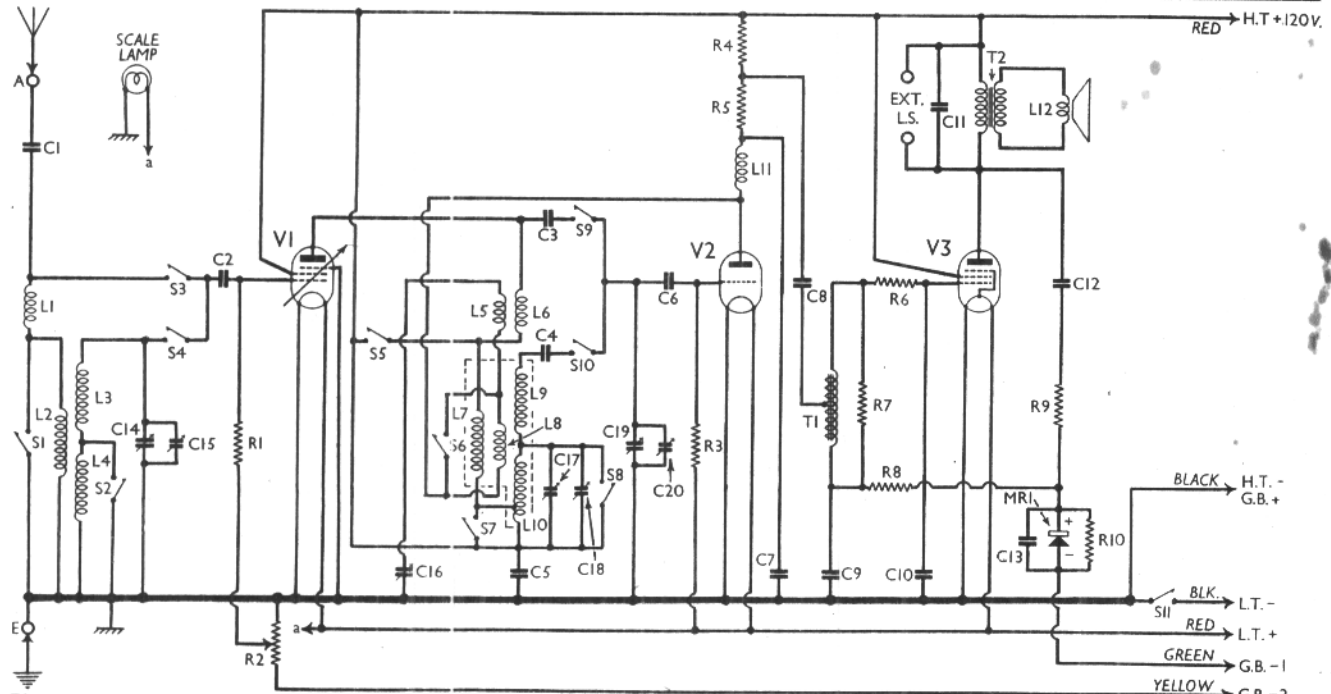 RED
H.T +120V.
SCALE
LAMP
A
a
C1
R4
T2
R5
EXT.
L.S.
C11
L12
L11
V1
C3
S9
V2
V3
C2
S3
C8
R6
C12
L1
L5
L6
C6
S4
S5
C4
S10
L3
L9
R7
T1
R9
L2
C14
C15
R1
L7
L8
C19
R3
S1
L4
S2
S6
C17
S8
C20
R8
BLACK
H.T. -
G.B. +
S7
L10
MR1
+
-
C13
R10
C16
C5
C18
C7
C9
C10
BLK.
L.T. -
S11
E
a
RED
L.T. +
R2
GREEN
G.B. -1
YELLOW
G.B. -2